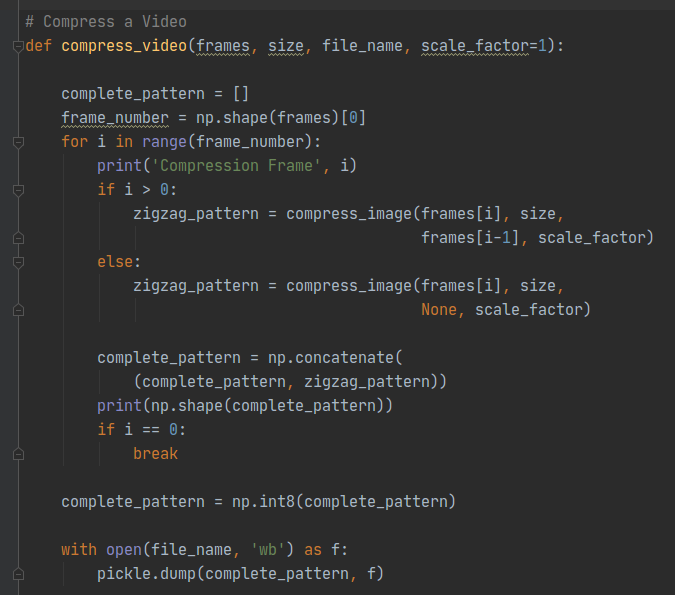 # Compress a Video
def compress_video(frames, size, file_name, scale_factor=1):
complete_pattern = []
frame_number = np.shape(frames)[0]
for i in range(frame_number):
print('Compression Frame', i)
if i > 0:
zigzag_pattern = compress_image(frames[i], size,
frames[i-1], scale_factor)
else:
zigzag_pattern = compress_image(frames[i], size,
None, scale_factor)
complete_pattern = np.concatenate(
(complete_pattern, zigzag_pattern))
print(np.shape(complete_pattern))
if i == 0:
break
complete_pattern = np.int8(complete_pattern)
with open(file_name, 'wb') as f:
pickle.dump(complete_pattern, f)